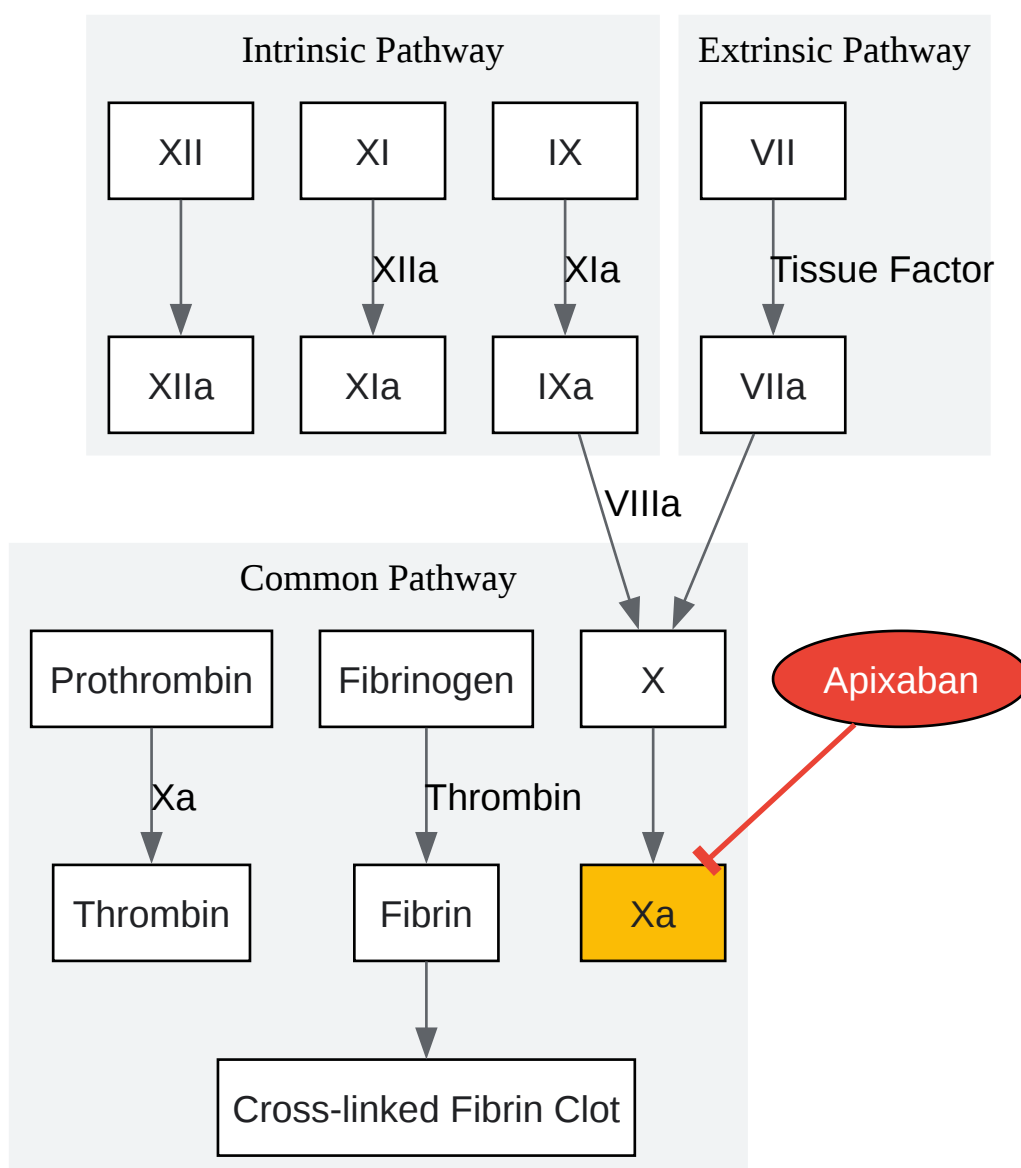 Intrinsic Pathway
Extrinsic Pathway
XII
XI
IX
VII
XIIa
XIa
Tissue Factor
XIIa
XIa
IXa
VIIa
VIIIa
Common Pathway
Prothrombin
Fibrinogen
X
Apixaban
Xa
Thrombin
Thrombin
Fibrin
Xa
Cross-linked Fibrin Clot